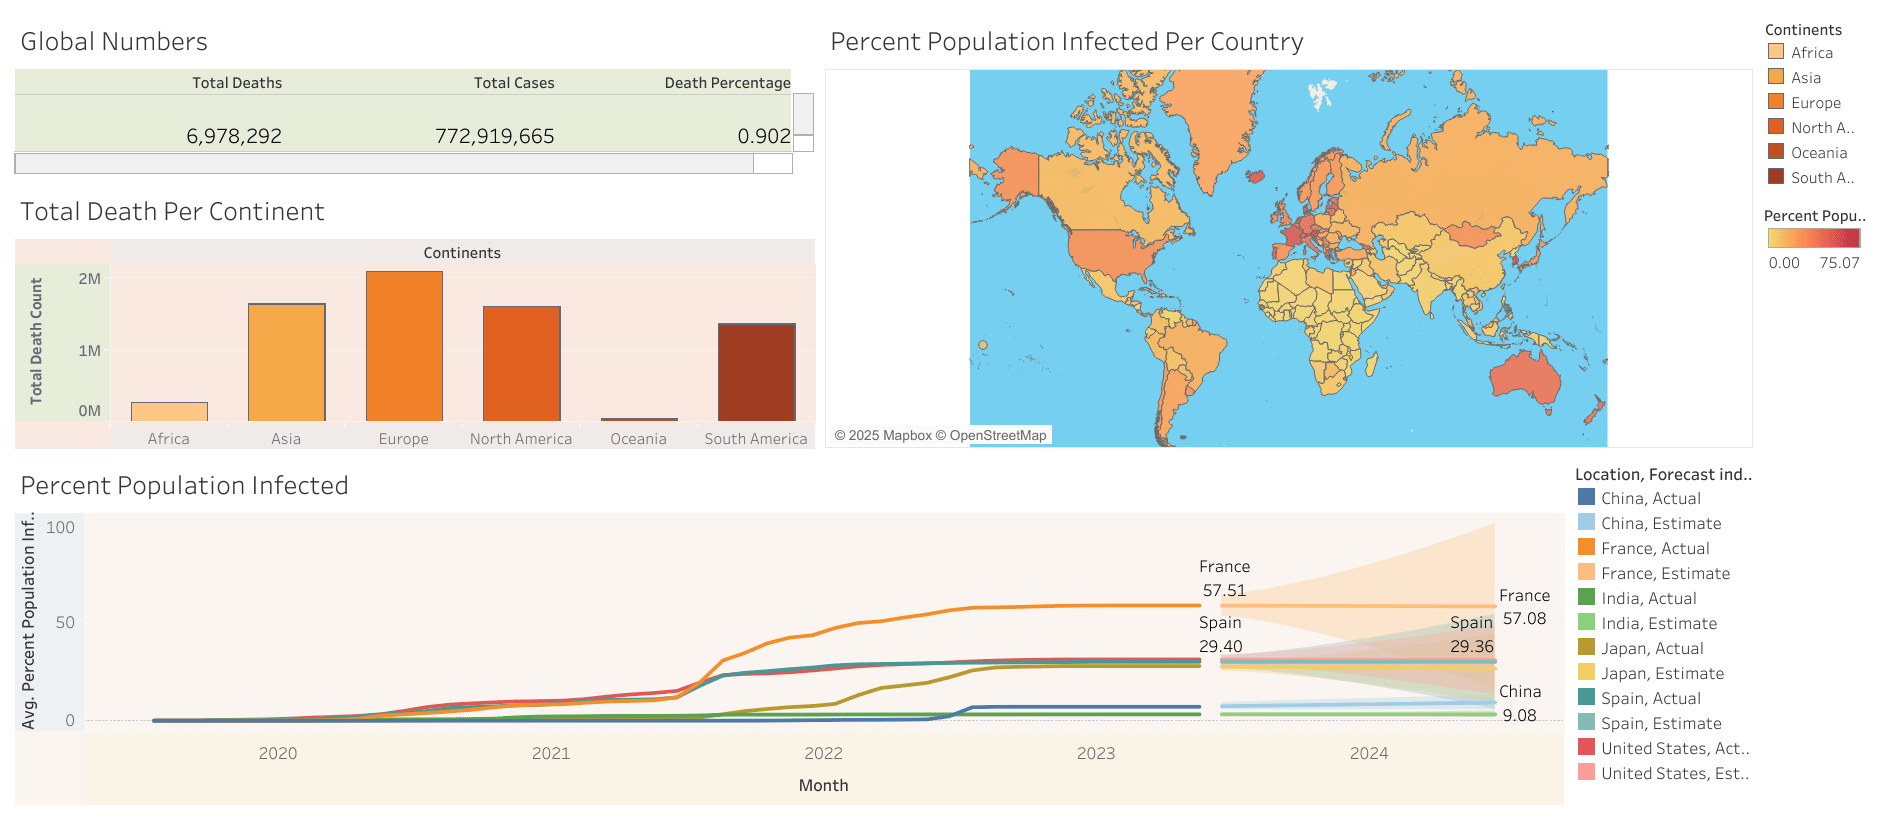 Global Numbers
Total Deaths Total Cases Death Percentage
6,978,292 772,919,665 0.902
Total Death Per Continent
Continents
Total Death Count
2M
1M
0M
Africa Asia Europe North America Oceania South America
Percent Population Infected Per Country
© 2025 Mapbox © OpenStreetMap
Continents
Africa
Asia
Europe
North A..
Oceania
South A..
Percent Popu..
0.00 75.07
Percent Population Infected
Avg. Percent Population Inf..
100
50
0
France
57.51
Spain
29.40
France
57.08
Spain
29.36
China
9.08
2020 2021 2022 2023 2024
Month
Location, Forecast ind..
China, Actual
China, Estimate
France, Actual
France, Estimate
India, Actual
India, Estimate
Japan, Actual
Japan, Estimate
Spain, Actual
Spain, Estimate
United States, Act..
United States, Est..